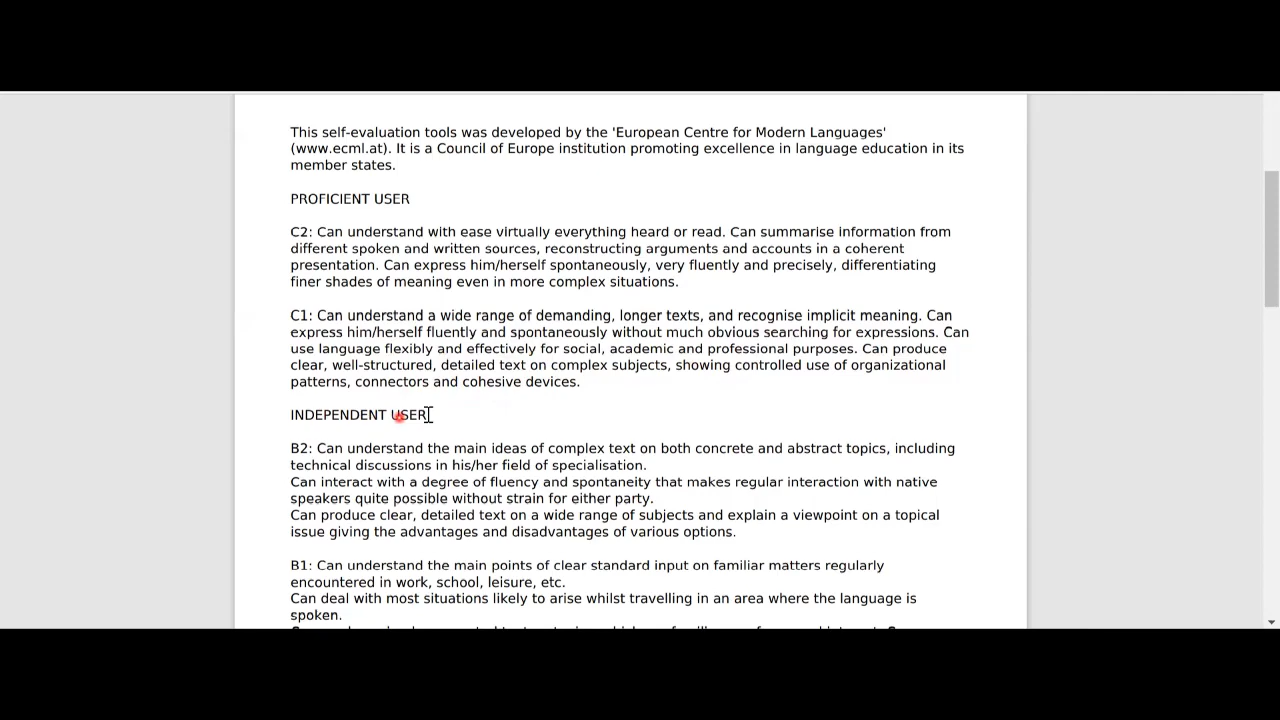 This self-evaluation tools was developed by the 'European Centre for Modern Languages'
(www.ecml.at). It is a Council of Europe institution promoting excellence in language education in its
member states.
PROFICIENT USER
C2: Can understand with ease virtually everything heard or read. Can summarise information from
different spoken and written sources, reconstructing arguments and accounts in a coherent
presentation. Can express him/herself spontaneously, very fluently and precisely, differentiating
finer shades of meaning even in more complex situations.
C1: Can understand a wide range of demanding, longer texts, and recognise implicit meaning. Can
express him/herself fluently and spontaneously without much obvious searching for expressions. Can
use language flexibly and effectively for social, academic and professional purposes. Can produce
clear, well-structured, detailed text on complex subjects, showing controlled use of organizational
patterns, connectors and cohesive devices.
INDEPENDENT USER
B2: Can understand the main ideas of complex text on both concrete and abstract topics, including
technical discussions in his/her field of specialisation.
Can interact with a degree of fluency and spontaneity that makes regular interaction with native
speakers quite possible without strain for either party.
Can produce clear, detailed text on a wide range of subjects and explain a viewpoint on a topical
issue giving the advantages and disadvantages of various options.
B1: Can understand the main points of clear standard input on familiar matters regularly
encountered in work, school, leisure, etc.
Can deal with most situations likely to arise whilst travelling in an area where the language is
spoken.